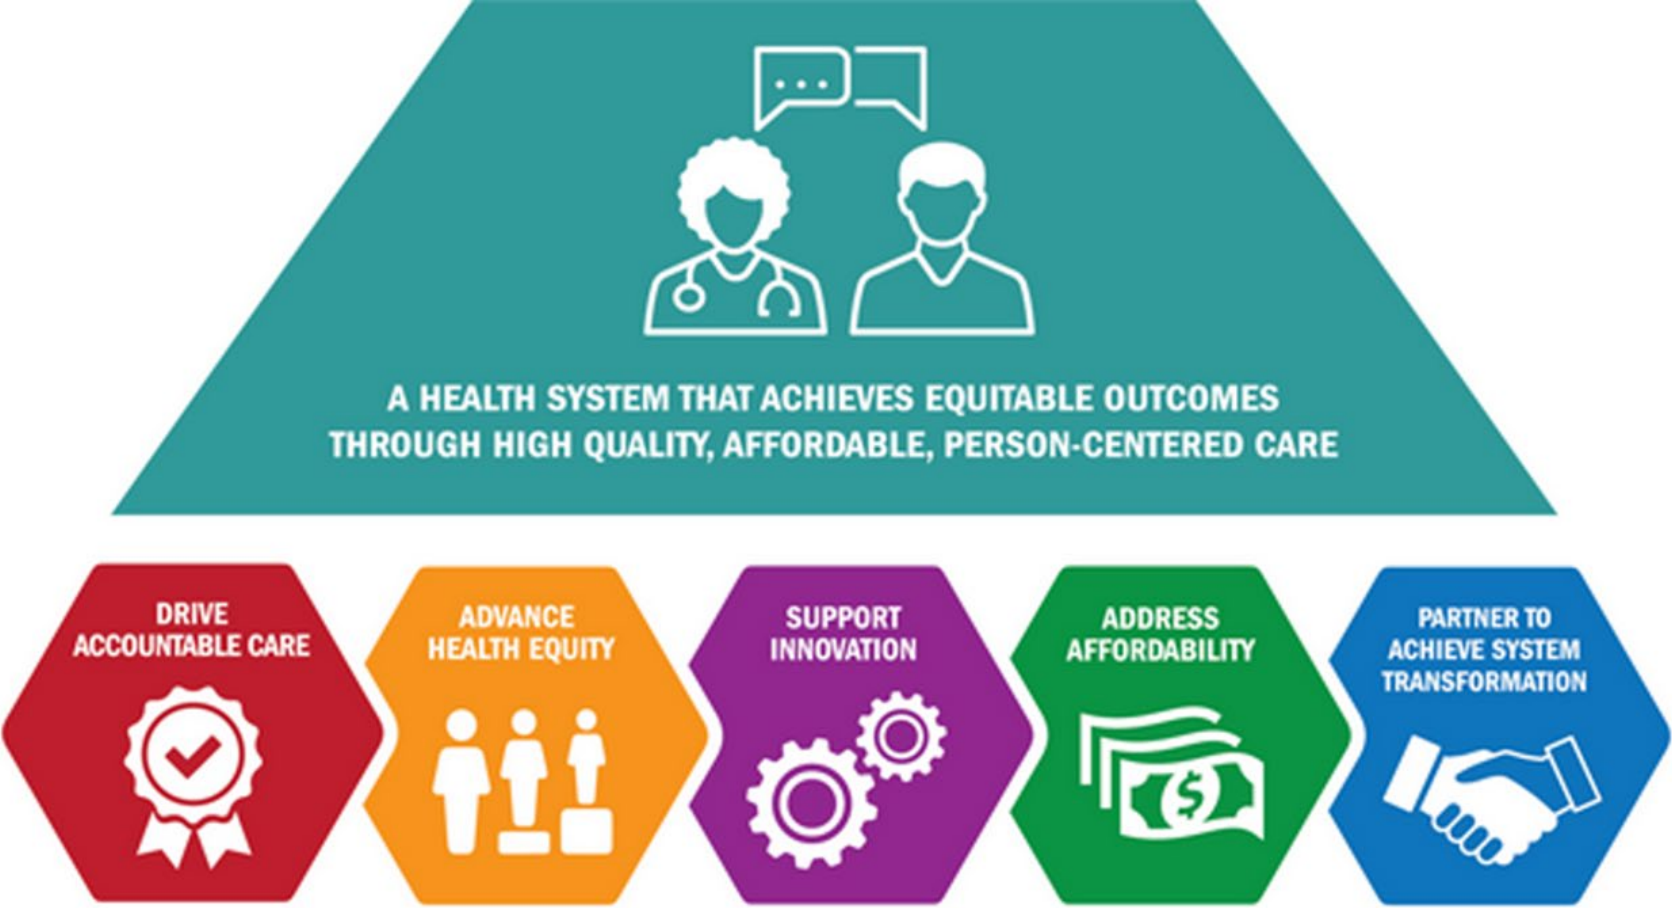 A HEALTH SYSTEM THAT ACHIEVES EQUITABLE OUTCOMES
THROUGH HIGH QUALITY, AFFORDABLE, PERSON-CENTERED CARE
DRIVE
ACCOUNTABLE CARE
ADVANCE
HEALTH EQUITY
SUPPORT
INNOVATION
ADDRESS
AFFORDABILITY
$
PARTNER TO
ACHIEVE SYSTEM
TRANSFORMATION